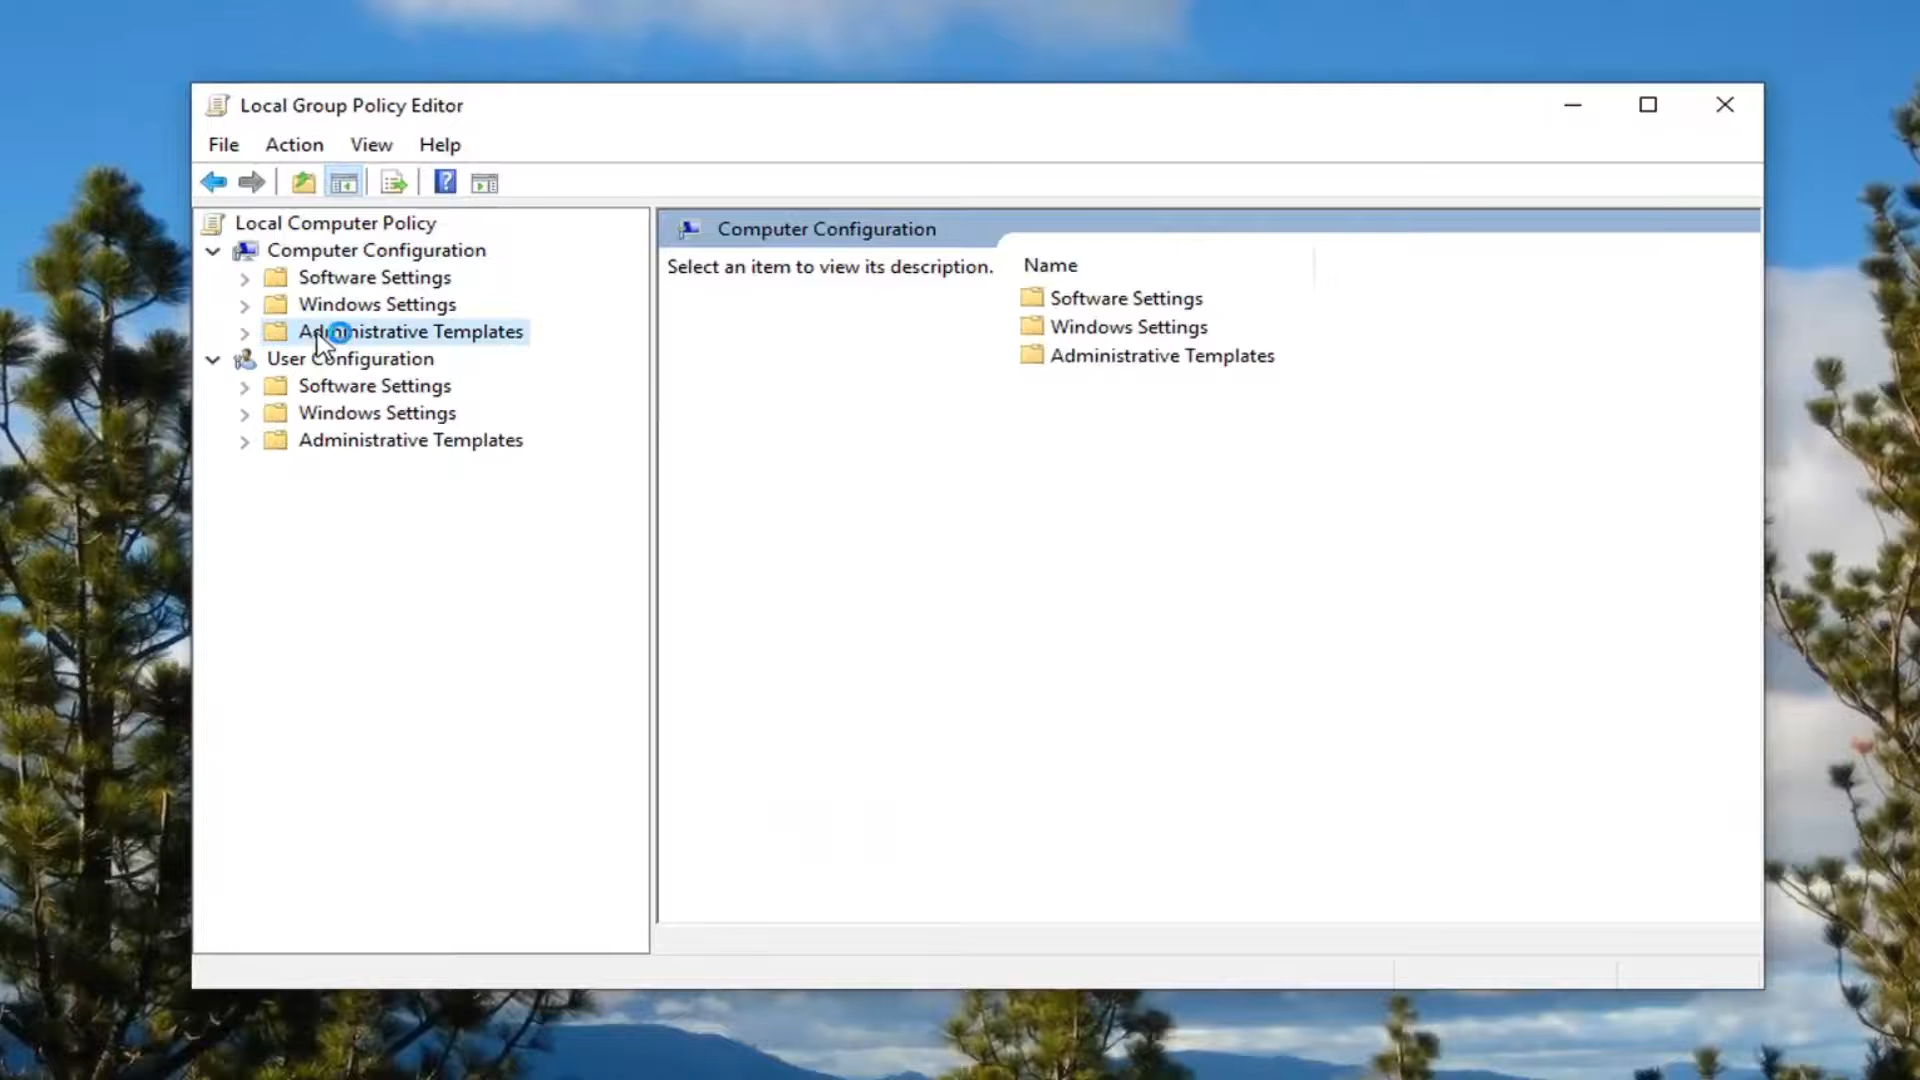 Local Group Policy Editor
File Action View Help
Local Computer Policy
Computer Configuration
Software Settings
Windows Settings
Administrative Templates
User Configuration
Software Settings
Windows Settings
Administrative Templates
Computer Configuration
Select an item to view its description.
Name
Software Settings
Windows Settings
Administrative Templates